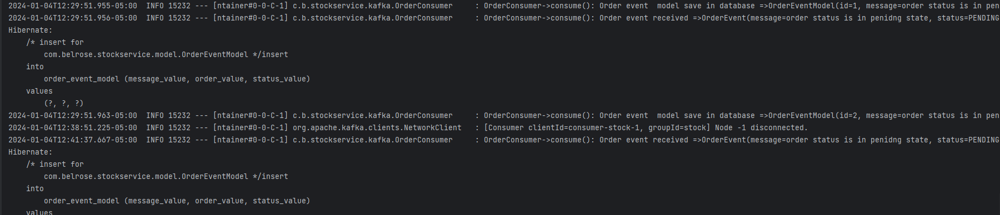 2024-01-04T12:29:51.955-05:00  INFO 15232 --- [ntainer#0-0-C-1] c.b.stockservice.kafka.OrderConsumer     : OrderConsumer->consume(): Order event  model save in database =>OrderEventModel(id=1, message=order status is in pen
2024-01-04T12:29:51.956-05:00  INFO 15232 --- [ntainer#0-0-C-1] c.b.stockservice.kafka.OrderConsumer     : OrderConsumer->consume(): Order event received =>OrderEvent(message=order status is in penidng state, status=PENDING
Hibernate:
    /* insert for
        com.belrose.stockservice.model.OrderEventModel */insert
    into
        order_event_model (message_value, order_value, status_value)
    values
        (?, ?, ?)
2024-01-04T12:29:51.963-05:00  INFO 15232 --- [ntainer#0-0-C-1] c.b.stockservice.kafka.OrderConsumer     : OrderConsumer->consume(): Order event  model save in database =>OrderEventModel(id=2, message=order status is in pen
2024-01-04T12:38:51.225-05:00  INFO 15232 --- [ntainer#0-0-C-1] org.apache.kafka.clients.NetworkClient   : [Consumer clientId=consumer-stock-1, groupId=stock] Node -1 disconnected.
2024-01-04T12:41:37.667-05:00  INFO 15232 --- [ntainer#0-0-C-1] c.b.stockservice.kafka.OrderConsumer     : OrderConsumer->consume(): Order event received =>OrderEvent(message=order status is in penidng state, status=PENDING
Hibernate:
    /* insert for
        com.belrose.stockservice.model.OrderEventModel */insert
    into
        order_event_model (message_value, order_value, status_value)
    values